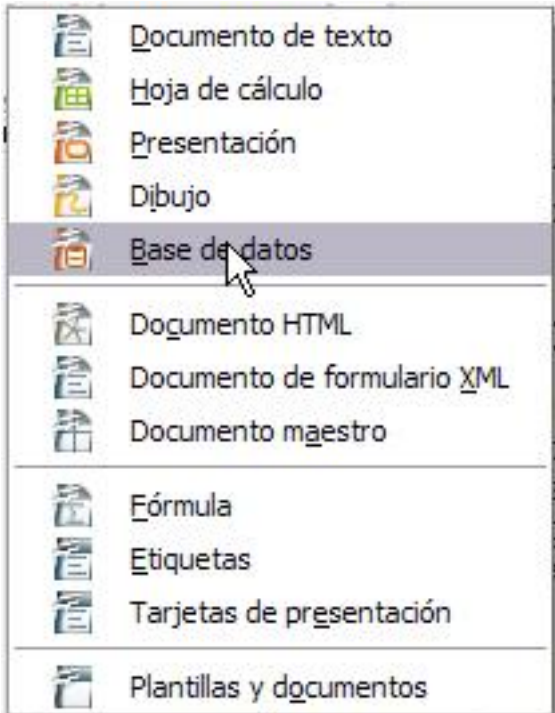 Documento de texto
Hoja de cálculo
Presentación
Dibujo
Base de datos
Documento HTML
Documento de formulario XML
Documento maestro
Fórmula
Etiquetas
Tarjetas de presentación
Plantillas y documentos